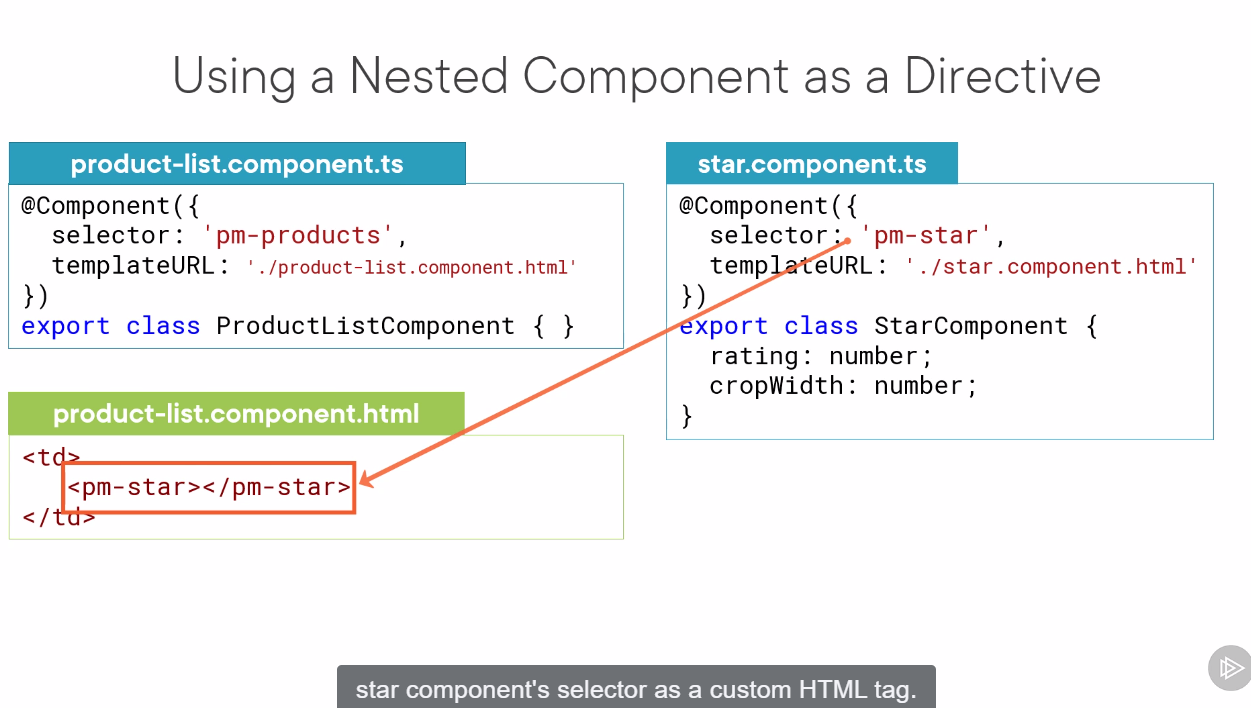 Using a Nested Component as a Directive
product-list.component.ts
@Component({
  selector: 'pm-products',
  templateURL: './product-list.component.html'
})
export class ProductListComponent { }
product-list.component.html
<td>
   <pm-star></pm-star>
</td>
star.component.ts
@Component({
  selector: 'pm-star',
  templateURL: './star.component.html'
})
export class StarComponent {
  rating: number;
  cropWidth: number;
}
star component's selector as a custom HTML tag.